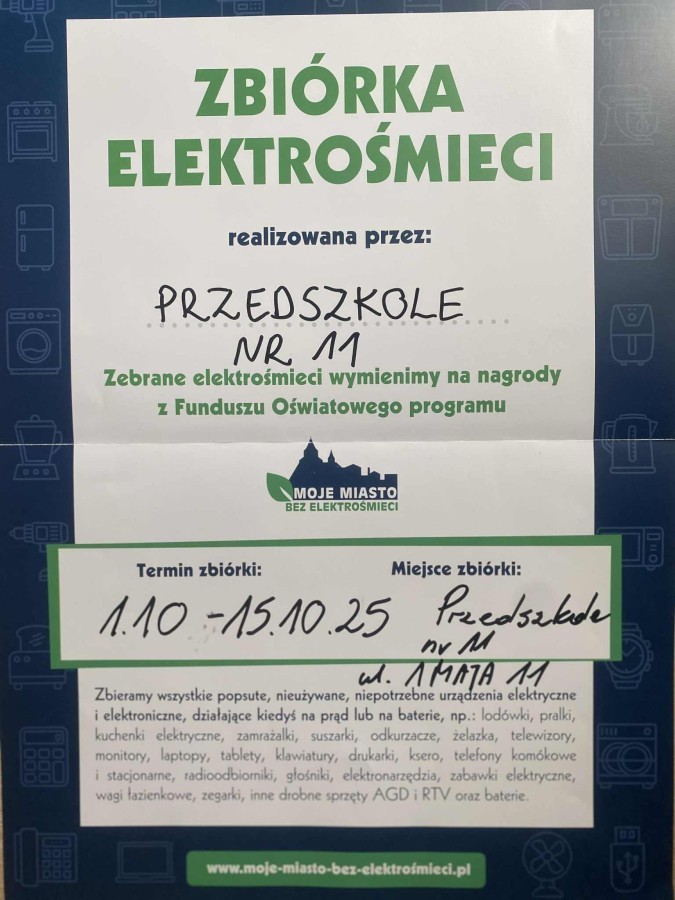 ZBIÓRKA
ELEKTROŚMIECI
realizowana przez:
PRZEDSZKOLE
NR 11
Zebrane elektrośmieci wymienimy na nagrody
z Funduszu Oświatowego programu
MOJE MIASTO
BEZ ELEKTROŚMIECI
Termin zbiórki:
Miejsce zbiórki:
1.10 - 15.10.25
Przedszkole
nr 11
ul. 1 MAJA 11
Zbieramy wszystkie popsute, nieużywane, niepotrzebne urządzenia elektryczne
i elektroniczne, działające kiedyś na prąd lub na baterie, np.: lodówki, pralki,
kuchenki elektryczne, zamrażalki, suszarki, odkurzacze, żelazka, telewizory,
monitory, laptopy, tablety, klawiatury, drukarki, ksero, telefony komókowe
i stacjonarne, radioodbiorniki, głośniki, elektronarzędzia, zabawki elektryczne,
wagi łazienkowe, zegarki, inne drobne sprzęty AGD i RTV oraz baterie.
www.moje-miasto-bez-elektrośmieci.pl